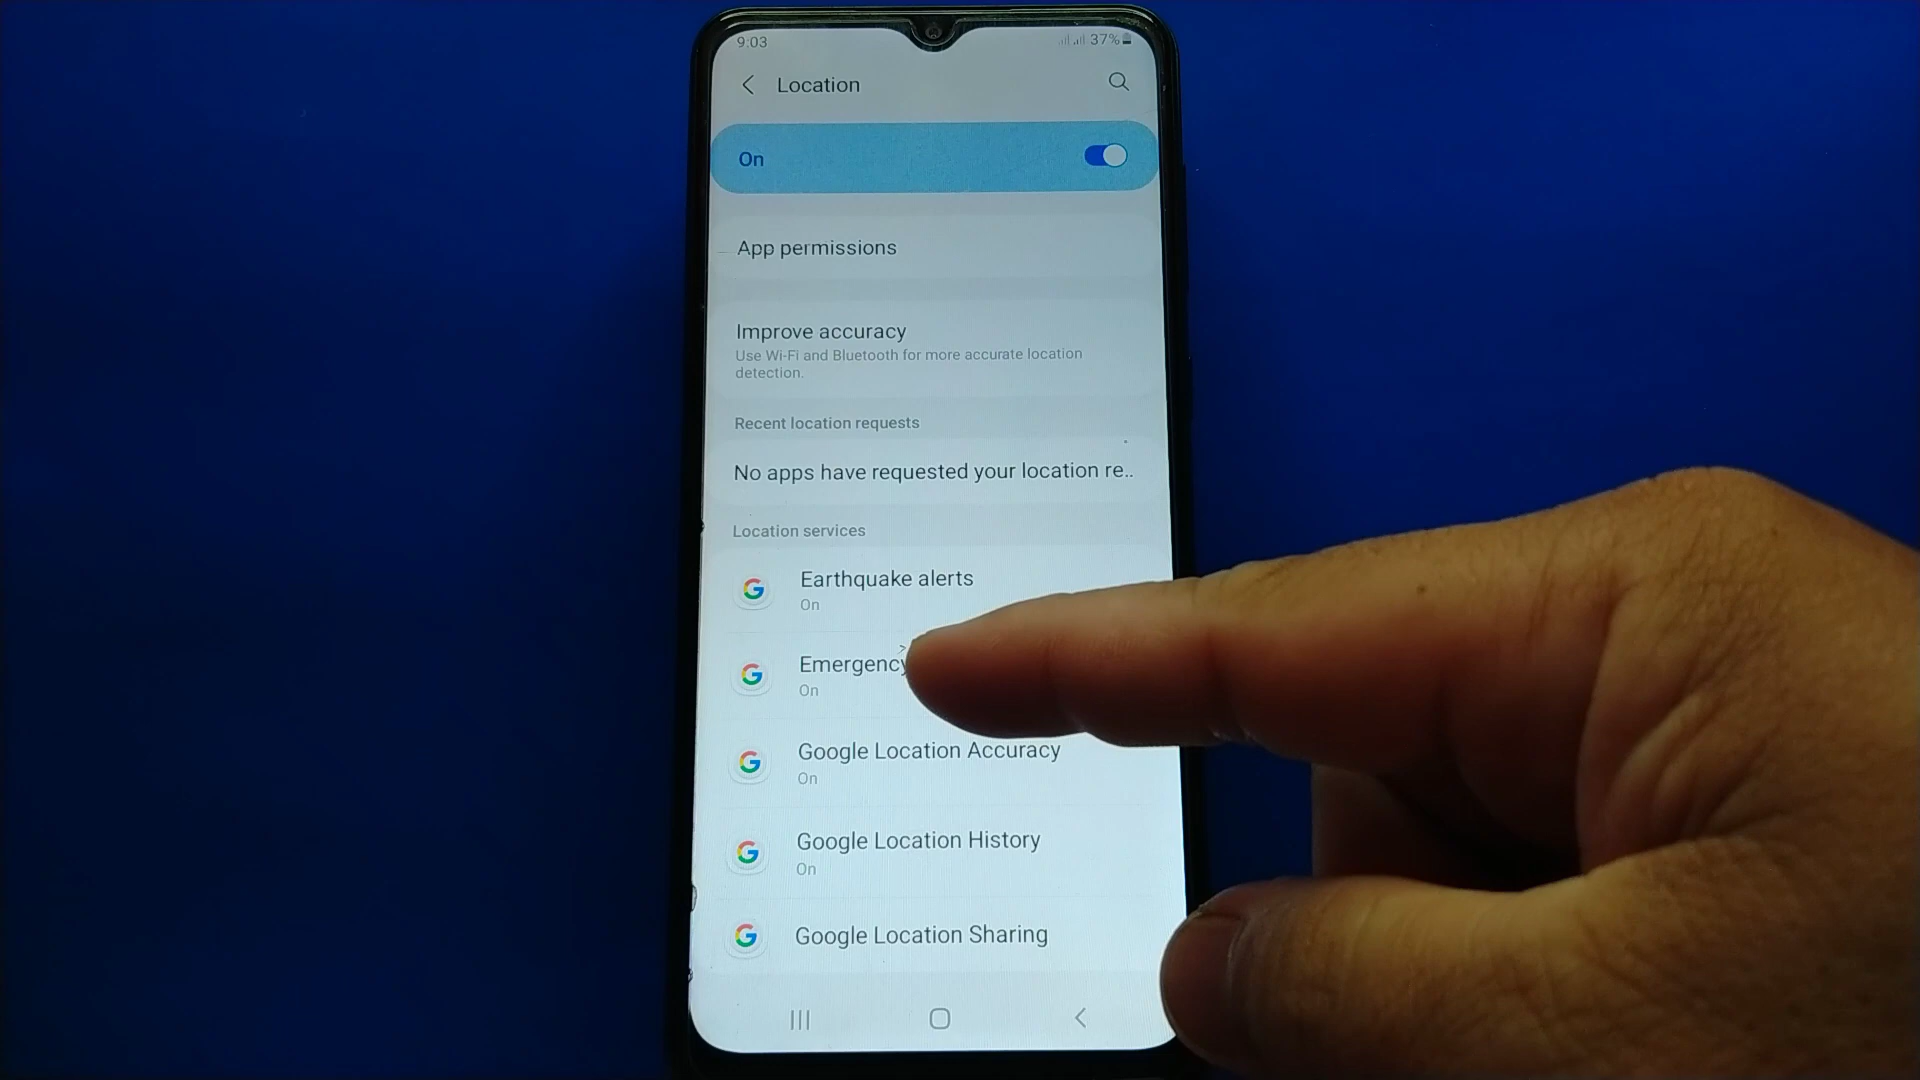 9:03
37%
Location
On
App permissions
Improve accuracy
Use Wi-Fi and Bluetooth for more accurate location
detection.
Recent location requests
No apps have requested your location re..
Location services
Earthquake alerts
On
Emergency
On
Google Location Accuracy
On
Google Location History
On
Google Location Sharing